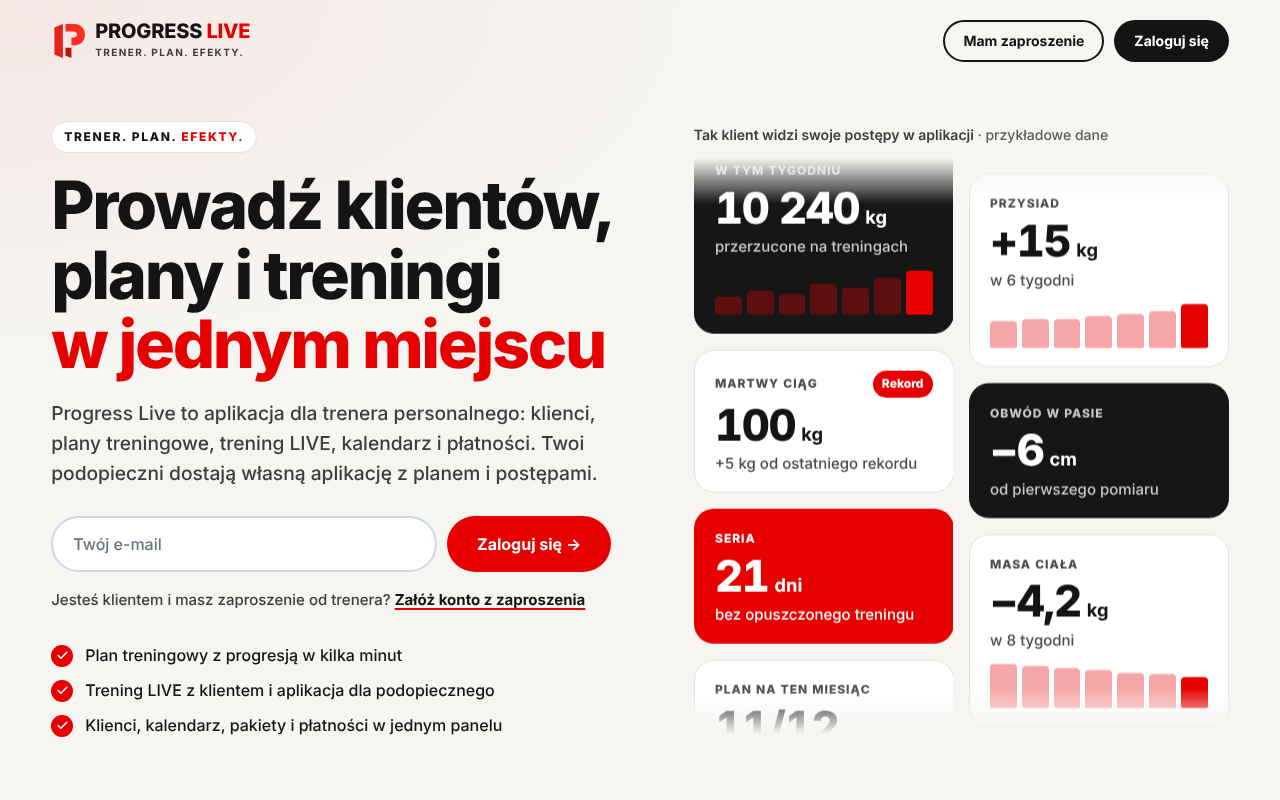 PROGRESS LIVE
TRENER. PLAN. EFEKTY.
Mam zaproszenie
Zaloguj się
TRENER. PLAN. EFEKTY.
Prowadź klientów,
plany i treningi
w jednym miejscu
Progress Live to aplikacja dla trenera personalnego: klienci,
plany treningowe, trening LIVE, kalendarz i płatności. Twoi
podopieczni dostają własną aplikację z planem i postępami.
Twój e-mail
Zaloguj się →
Jesteś klientem i masz zaproszenie od trenera? Załóż konto z zaproszenia
Plan treningowy z progresją w kilka minut
Trening LIVE z klientem i aplikacja dla podopiecznego
Klienci, kalendarz, pakiety i płatności w jednym panelu
Tak klient widzi swoje postępy w aplikacji · przykładowe dane
W TYM TYGODNIU
10 240 kg
przerzucone na treningach
MARTWY CIĄG
Rekord
100 kg
+5 kg od ostatniego rekordu
SERIA
21 dni
bez opuszczonego treningu
PLAN NA TEN MIESIĄC
11/12
PRZYSIAD
+15 kg
w 6 tygodni
OBWÓD W PASIE
−6 cm
od pierwszego pomiaru
MASA CIAŁA
−4,2 kg
w 8 tygodni